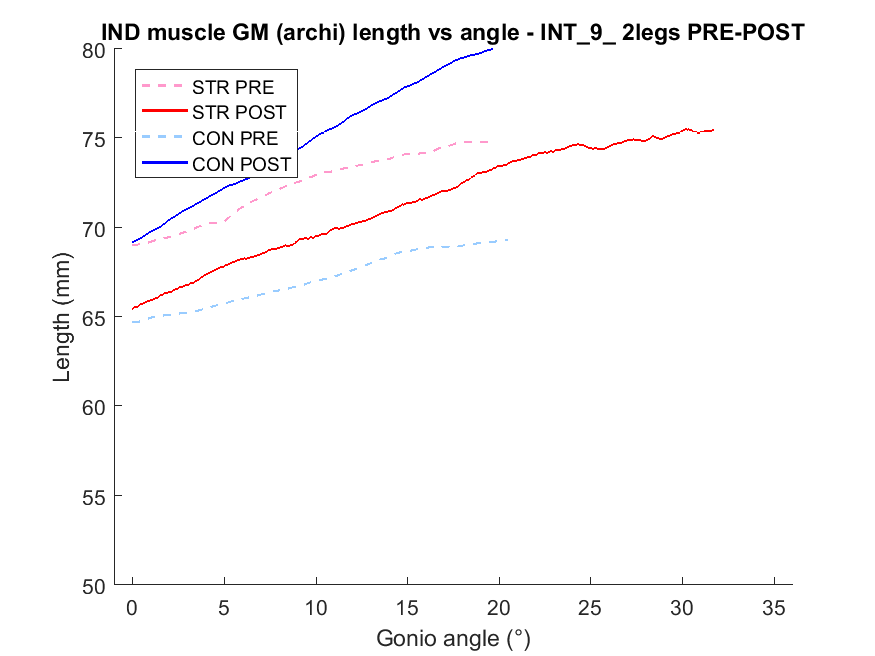 IND muscle GM (archi) length vs angle - INT_9_ 2legs PRE-POST
80
75
70
65
60
55
50
Length (mm)
STR PRE
STR POST
CON PRE
CON POST
0 5 10 15 20 25 30 35
Gonio angle (°)